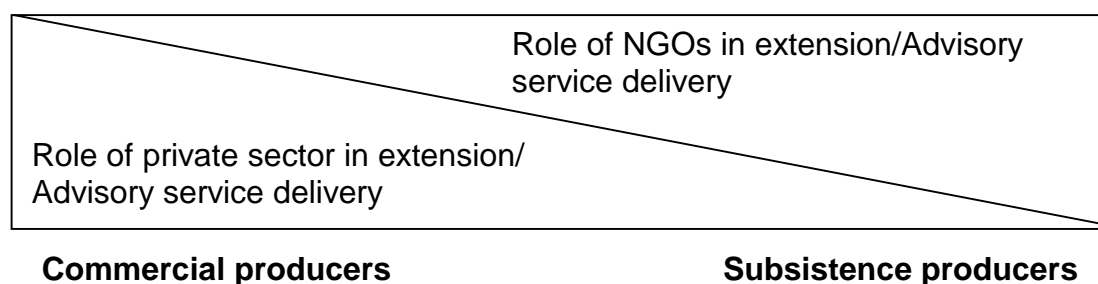 Role of NGOs in extension/Advisory
service delivery
Role of private sector in extension/
Advisory service delivery
Commercial producers
Subsistence producers